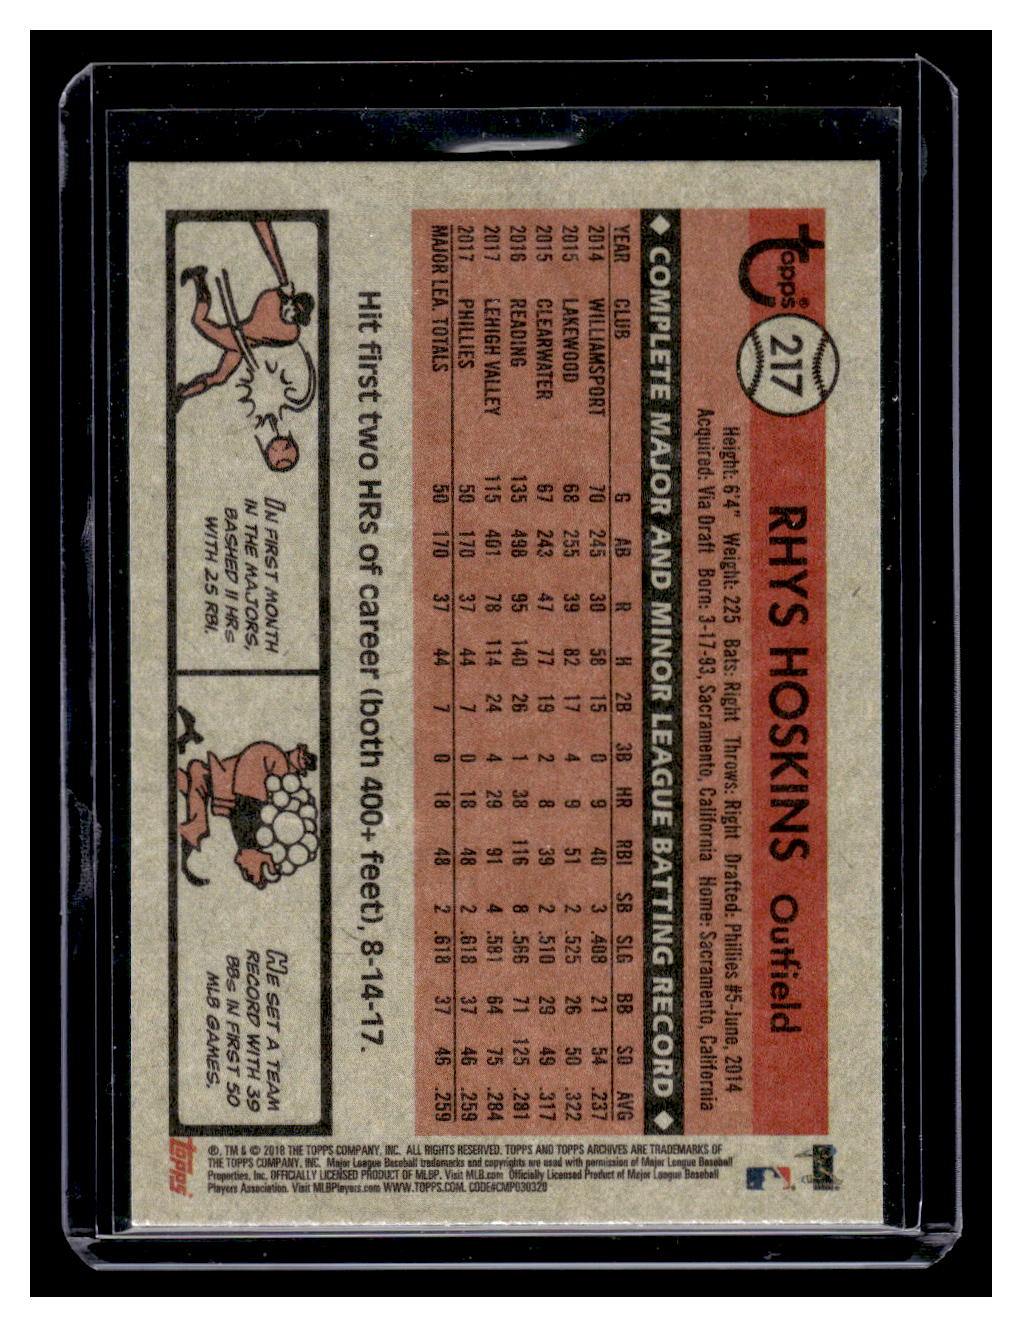 Topps®
217
RHYS HOSKINS Outfield
Height: 6'4" Weight: 225 Bats: Right Throws: Right Drafted: Phillies #5-June, 2014
Acquired: Via Draft Born: 3-17-93, Sacramento, California Home: Sacramento, California
◆ COMPLETE MAJOR AND MINOR LEAGUE BATTING RECORD ◆
YEAR CLUB G AB R H 2B 3B HR RBI SB SLG BB SO AVG
2014 WILLIAMSPORT 70 245 30 58 15 0 9 40 3 .408 21 54 .237
2015 LAKEWOOD 68 255 39 82 17 4 9 51 2 .525 26 50 .322
2015 CLEARWATER 67 243 47 77 19 2 8 39 2 .510 29 49 .317
2016 READING 135 498 95 140 26 1 38 116 8 .566 71 125 .281
2017 LEHIGH VALLEY 115 401 78 114 24 4 29 91 4 .581 64 75 .284
2017 PHILLIES 50 170 37 44 7 0 18 48 2 .618 37 46 .259
MAJOR LEA. TOTALS 50 170 37 44 7 0 18 48 2 .618 37 46 .259
Hit first two HRs of career (both 400+ feet), 8-14-17.
IN FIRST MONTH
IN THE MAJORS,
BASHED 11 HRs
WITH 25 RBI.
HE SET A TEAM
RECORD WITH 39
BBs IN FIRST 50
MLB GAMES.
®, TM & © 2018 THE TOPPS COMPANY, INC. ALL RIGHTS RESERVED. TOPPS AND TOPPS ARCHIVES ARE TRADEMARKS OF
THE TOPPS COMPANY, INC. Major League Baseball trademarks and copyrights are used with permission of Major League Baseball
Properties, Inc. OFFICIALLY LICENSED PRODUCT OF MLBP. Visit MLB.com Officially Licensed Product of Major League Baseball
Players Association. Visit MLBPlayers.com WWW.TOPPS.COM. CODE#CMP030320
topps